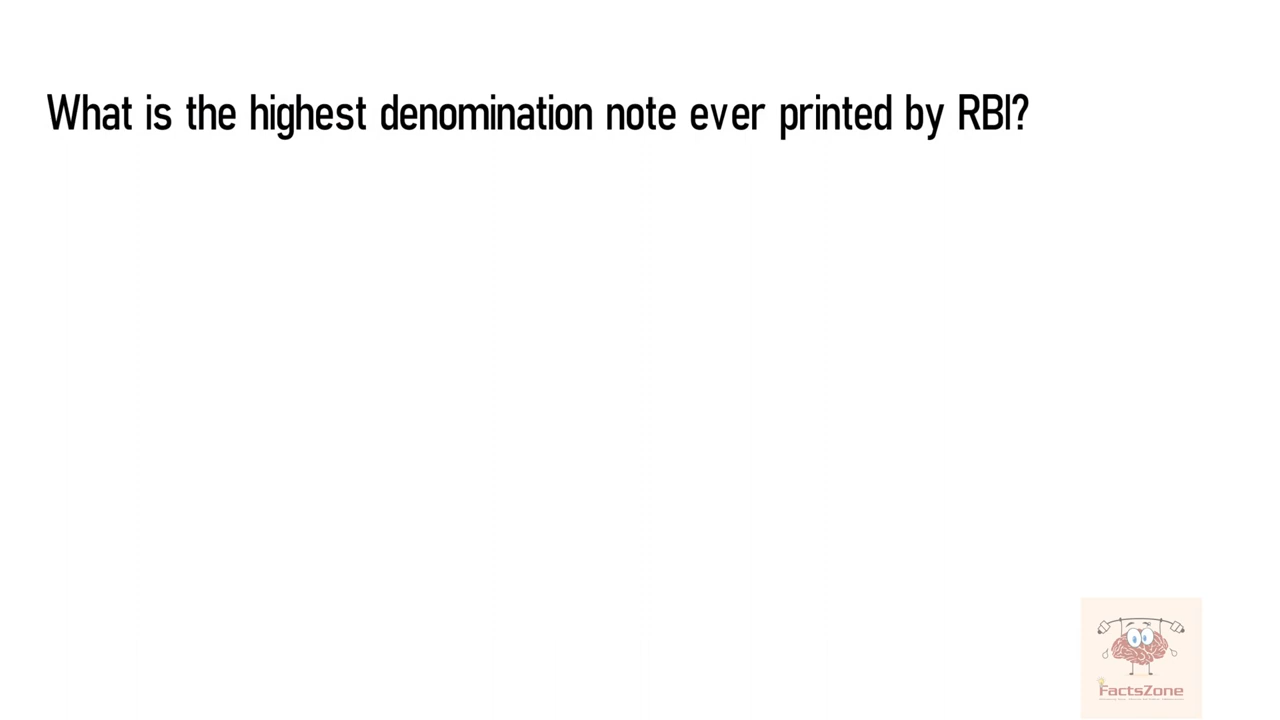 What is the highest denomination note ever printed by RBI?
FactsZone